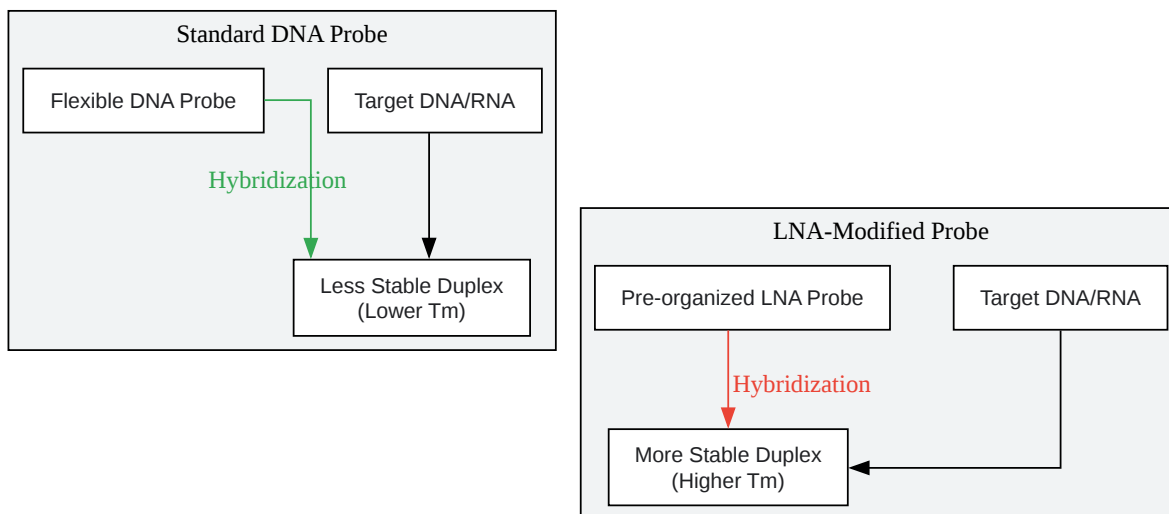 Standard DNA Probe
Flexible DNA Probe
Target DNA/RNA
Hybridization
Less Stable Duplex
(Lower Tm)
LNA-Modified Probe
Pre-organized LNA Probe
Target DNA/RNA
Hybridization
More Stable Duplex
(Higher Tm)